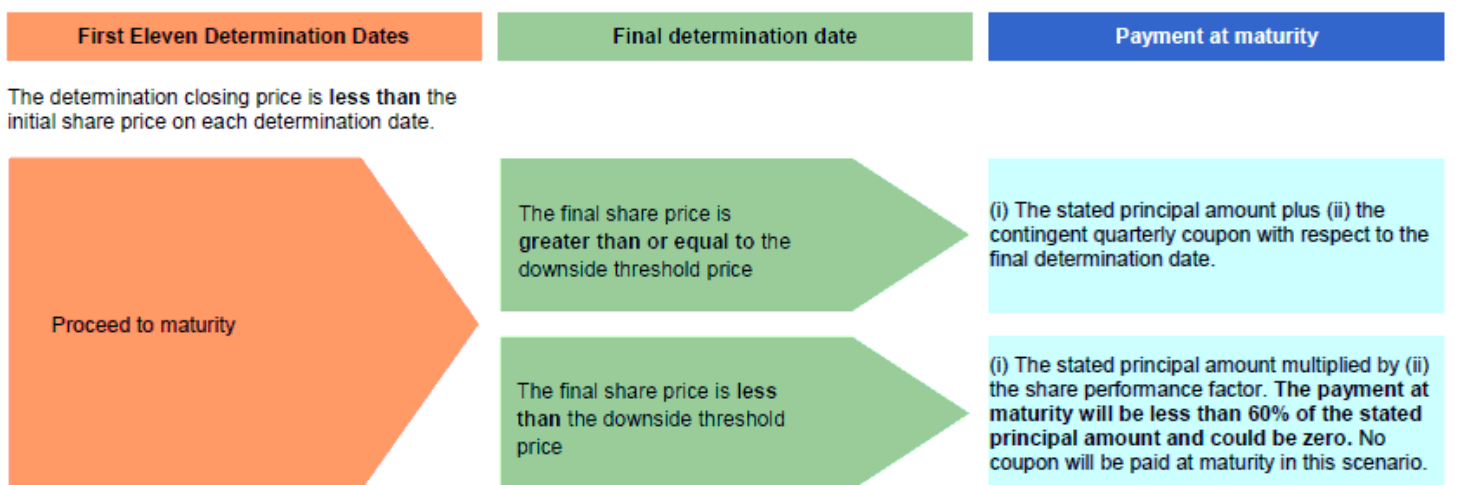 First Eleven Determination Dates
Final determination date
Payment at maturity
The determination closing price is less than the
initial share price on each determination date.
Proceed to maturity
The final share price is
greater than or equal to the
downside threshold price
(i) The stated principal amount plus (ii) the
contingent quarterly coupon with respect to the
final determination date.
The final share price is less
than the downside threshold
price
(i) The stated principal amount multiplied by (ii)
the share performance factor. The payment at
maturity will be less than 60% of the stated
principal amount and could be zero. No
coupon will be paid at maturity in this scenario.